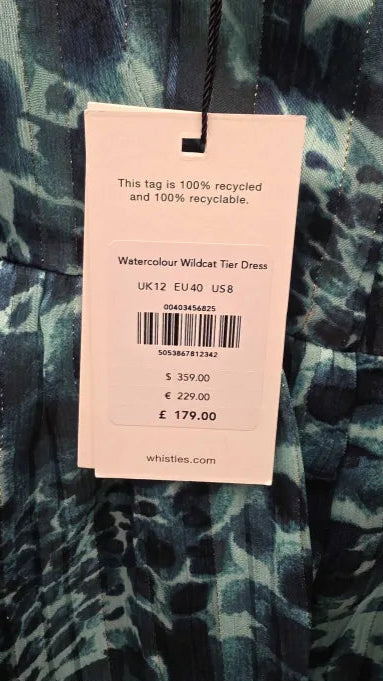 This tag is 100% recycled
and 100% recyclable.
Watercolour Wildcat Tier Dress
UK12 EU40 US8
00403456825
5053867812342
$ 359.00
€ 229.00
£ 179.00
whistles.com